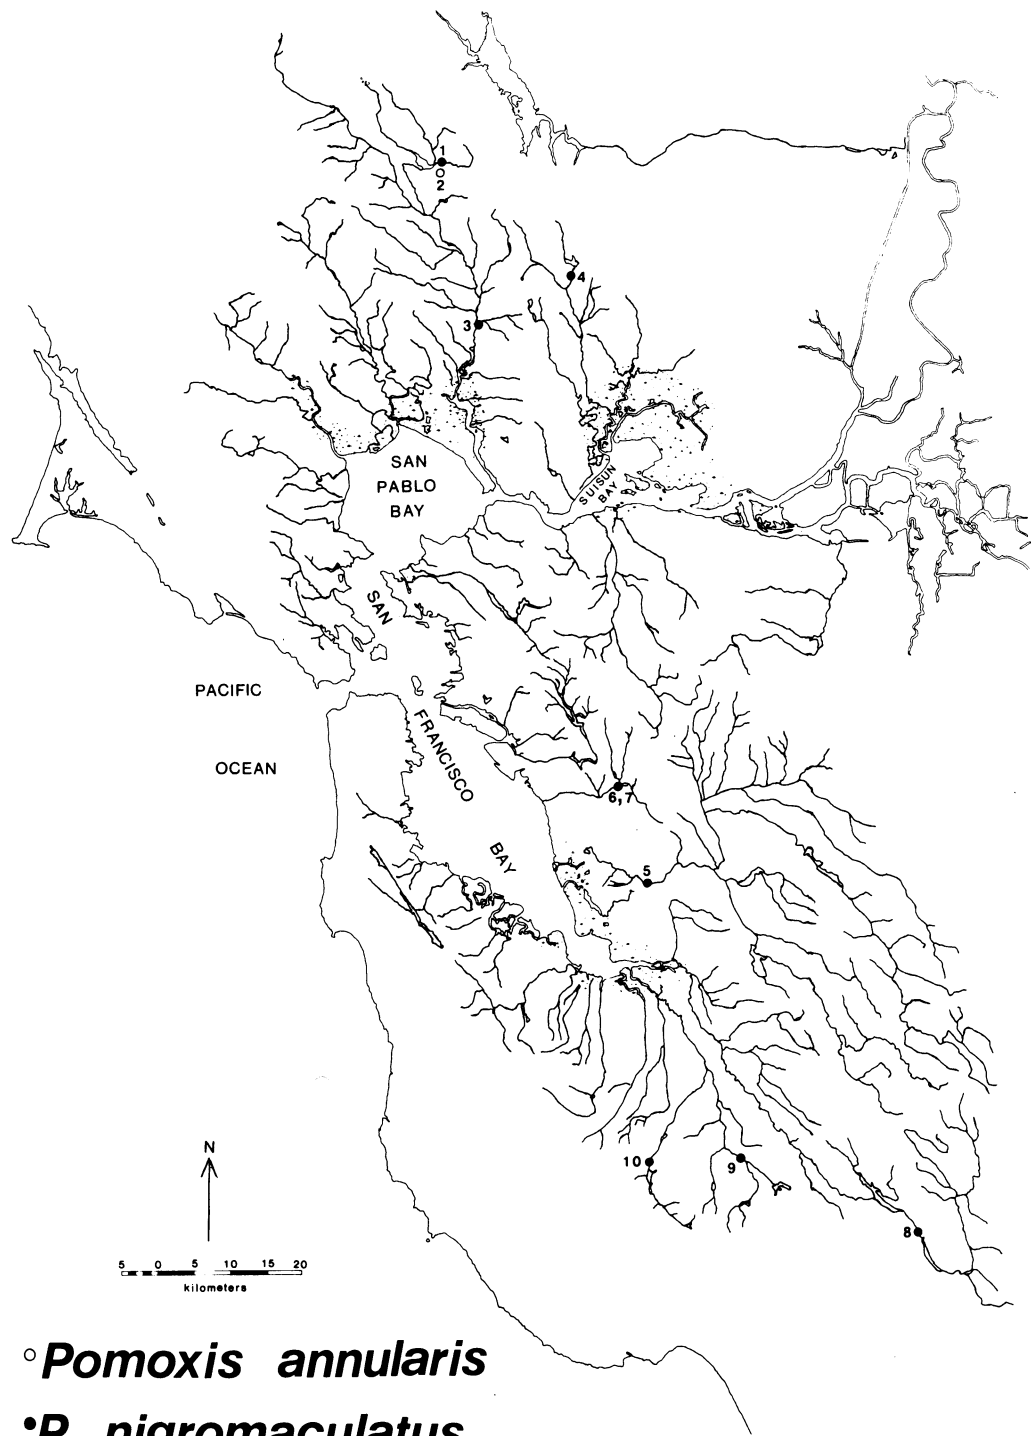 1
2
4
3
SAN
PABLO
BAY
SUISUN
BAY
SAN
PACIFIC
FRANCISCO
OCEAN
6,7
BAY
5
N
10
9
8
5 0 5 10 15 20
kilometers
Pomoxis annularis
P. nigromaculatus